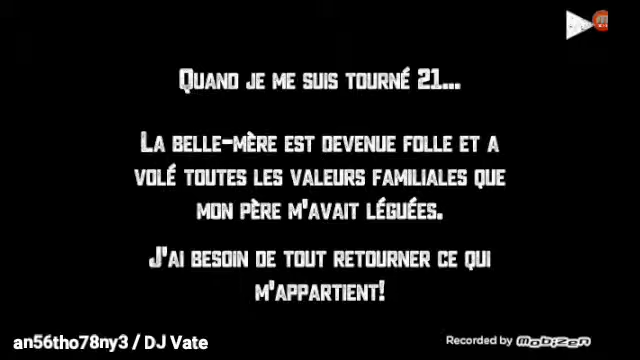 Quand je me suis tourné 21...
La belle-mère est devenue folle et a
volé toutes les valeurs familiales que
mon père m'avait léguées.
J'ai besoin de tout retourner ce qui
m'appartient!
an56tho78ny3 / DJ Vate
Recorded by Mobizen